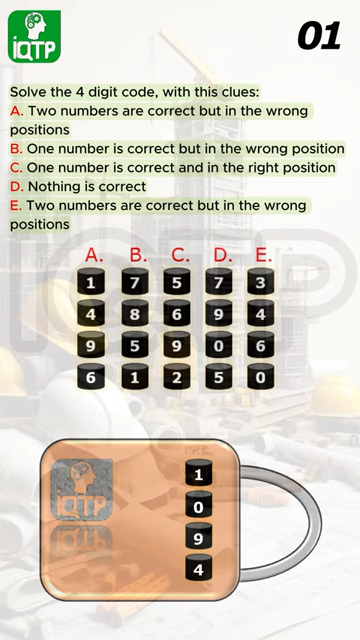 iQTP
01
Solve the 4 digit code, with this clues:
A. Two numbers are correct but in the wrong
positions
B. One number is correct but in the wrong position
C. One number is correct and in the right position
D. Nothing is correct
E. Two numbers are correct but in the wrong
positions
A. B. C. D. E.
1 7 5 7 3
4 8 6 9 4
9 5 9 0 6
6 1 2 5 0
iQTP
1
0
9
4